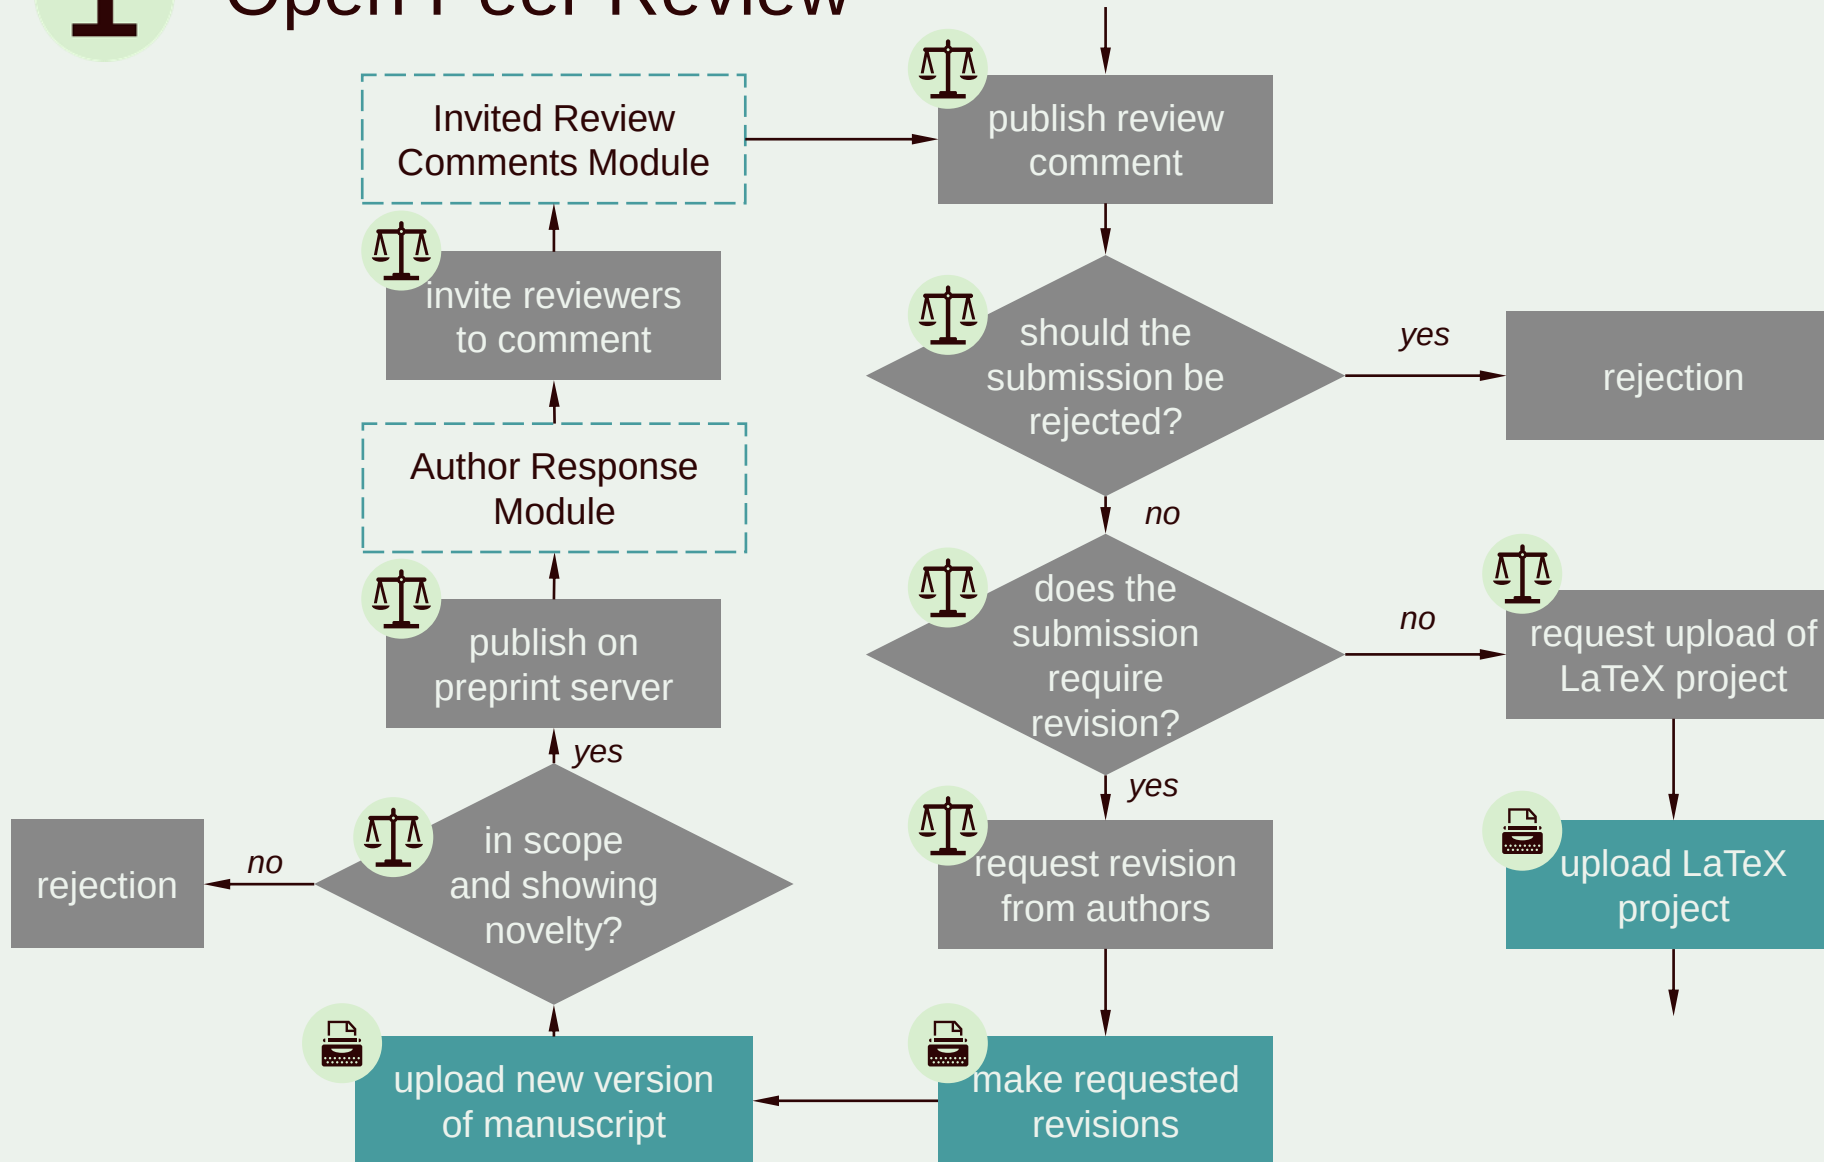 Open Peer Review
Invited Review
Comments Module
publish review
comment
invite reviewers
to comment
should the
submission be
rejected?
yes
rejection
Author Response
Module
no
does the
submission
require
revision?
no
request upload of
LaTeX project
publish on
preprint server
yes
yes
in scope
and showing
novelty?
no
rejection
request revision
from authors
upload LaTeX
project
upload new version
of manuscript
make requested
revisions